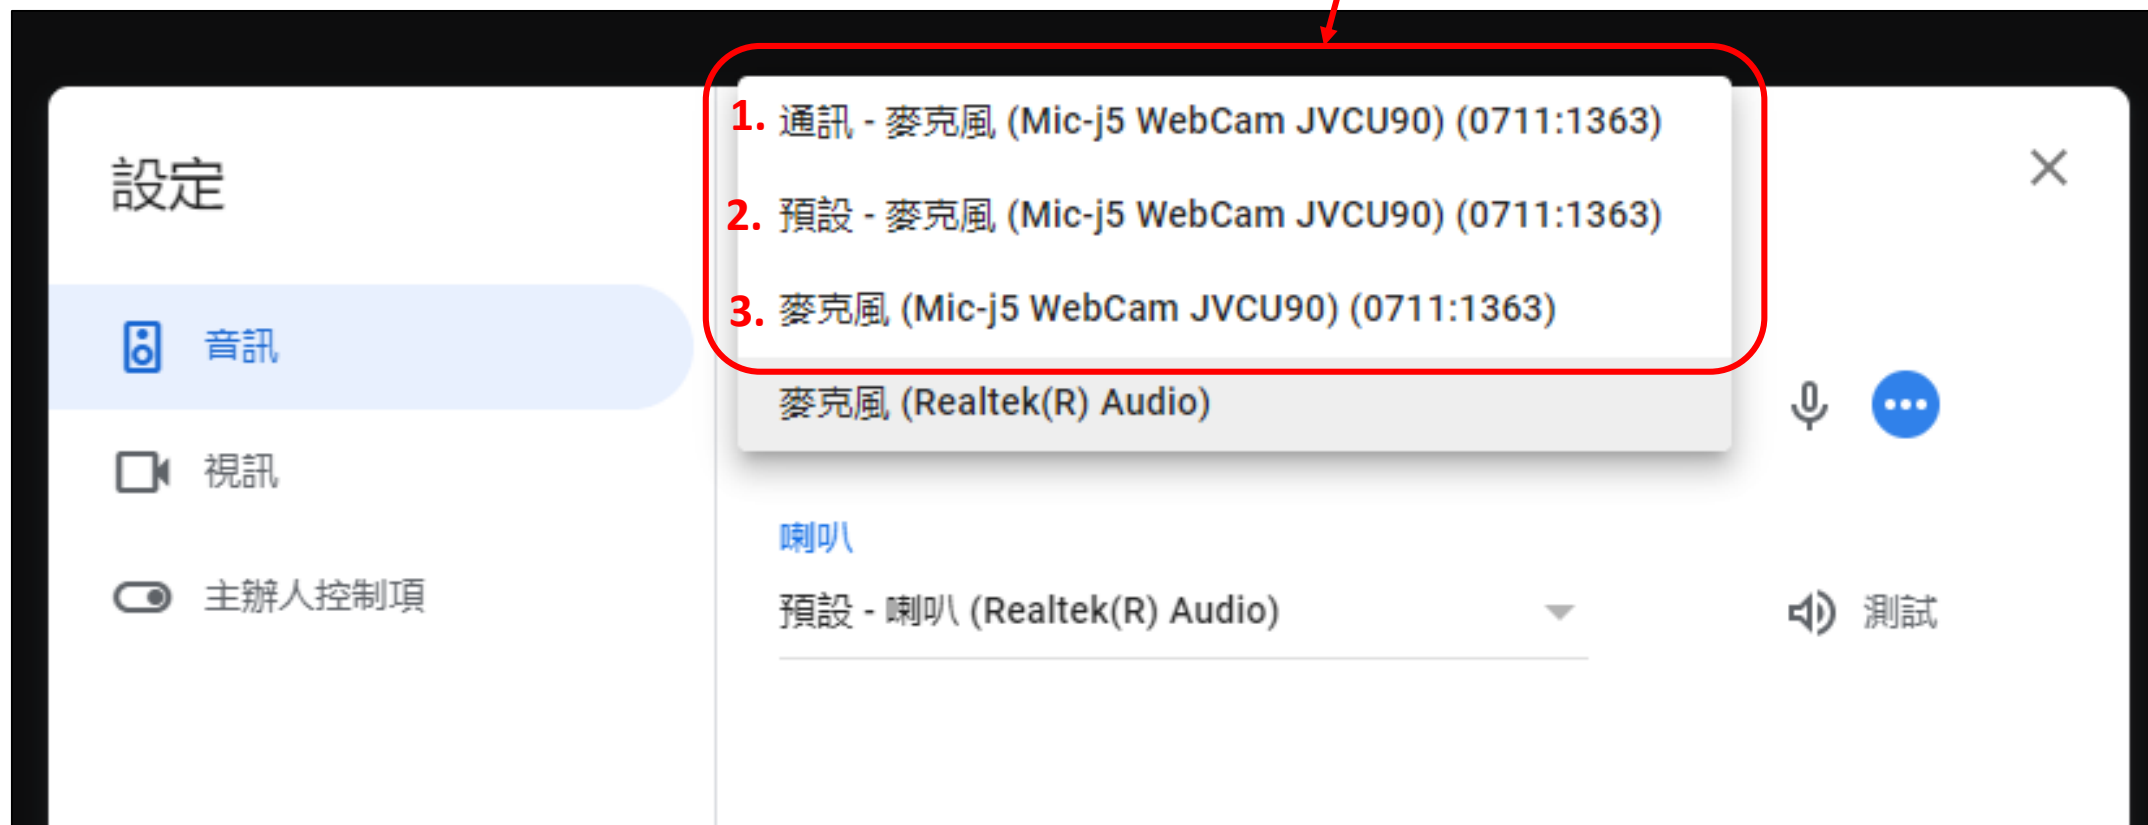 1. 通訊 - 麥克風 (Mic-j5 WebCam JVCU90) (0711:1363)
設定
2. 預設 - 麥克風 (Mic-j5 WebCam JVCU90) (0711:1363)
3. 麥克風 (Mic-j5 WebCam JVCU90) (0711:1363)
音訊
麥克風 (Realtek(R) Audio)
視訊
喇叭
主辦人控制項
預設 - 喇叭 (Realtek(R) Audio)
測試